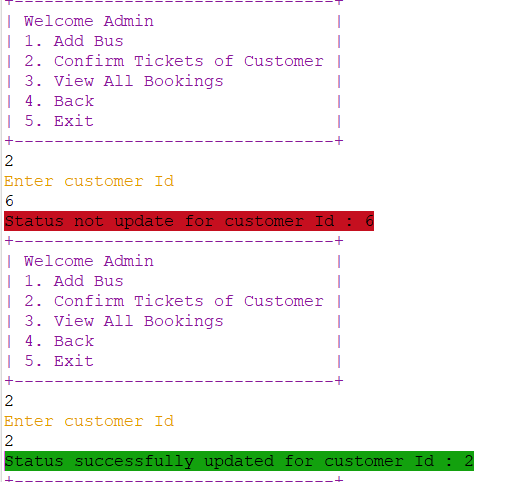 +--------------------------------+
| Welcome Admin                  |
| 1. Add Bus                     |
| 2. Confirm Tickets of Customer |
| 3. View All Bookings           |
| 4. Back                        |
| 5. Exit                        |
+--------------------------------+
2
Enter customer Id
6
Status not update for customer Id : 6
+--------------------------------+
| Welcome Admin                  |
| 1. Add Bus                     |
| 2. Confirm Tickets of Customer |
| 3. View All Bookings           |
| 4. Back                        |
| 5. Exit                        |
+--------------------------------+
2
Enter customer Id
2
Status successfully updated for customer Id : 2
+--------------------------------+